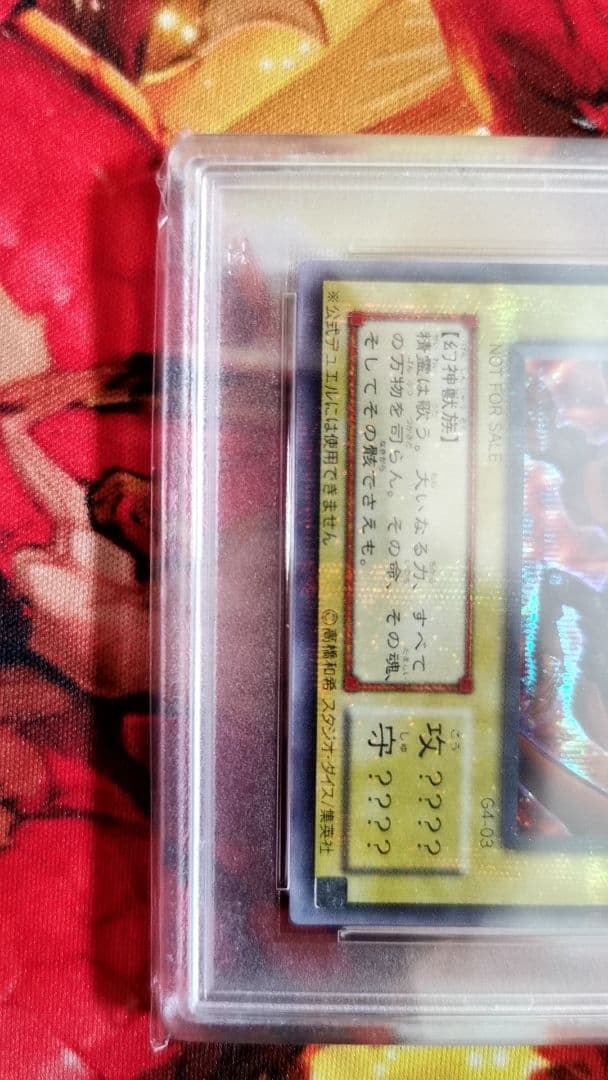 NOT FOR SALE
G4-03
【幻神獣族】
精霊は歌う。大いなる力、すべて
の万物を司らん。その命、その魂、
そしてその骸でさえも。
攻????
守????
※公式デュエルには使用できません
©高橋和希 スタジオ・ダイス/集英社